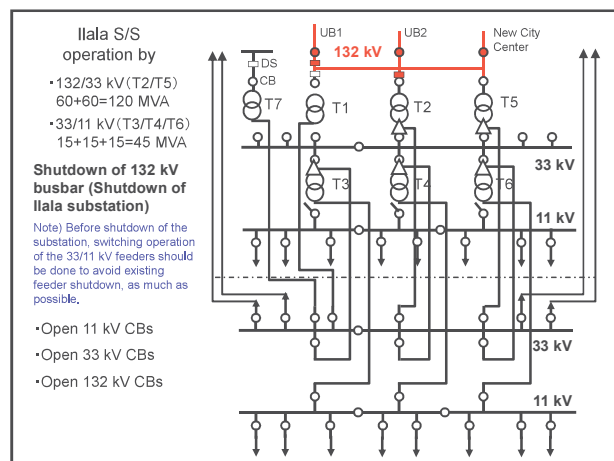 Ilala S/S
operation by
・132/33 kV(T2/T5)
60+60=120 MVA
・33/11 kV(T3/T4/T6)
15+15+15=45 MVA
Shutdown of 132 kV
busbar (Shutdown of
Ilala substation)
Note) Before shutdown of the
substation, switching operation
of the 33/11 kV feeders should
be done to avoid existing
feeder shutdown, as much as
possible.
・Open 11 kV CBs
・Open 33 kV CBs
・Open 132 kV CBs
UB1
UB2
New City
Center
132 kV
DS
CB
T7
T1
T2
T5
33 kV
T3
T4
T6
11 kV
33 kV
11 kV